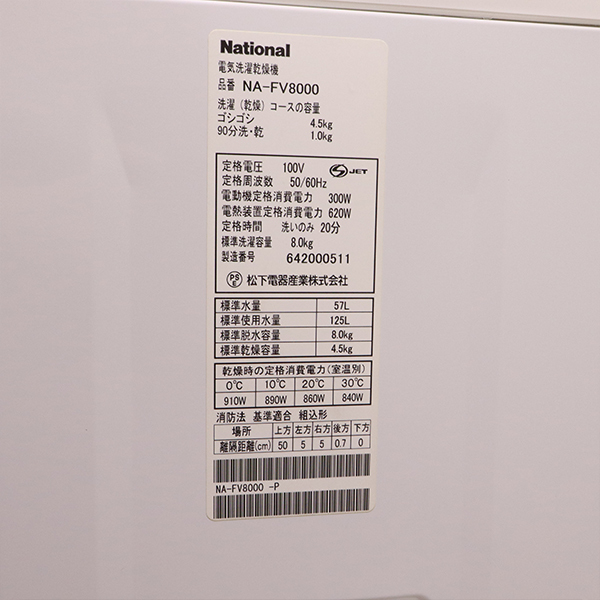 National
電気洗濯乾燥機
品番 NA-FV8000
洗濯（乾燥）コースの容量
ゴシゴシ 4.5kg
90分洗・乾 1.0kg
定格電圧 100V JET
定格周波数 50/60Hz
電動機定格消費電力 300W
電熱装置定格消費電力 620W
定格時間 洗いのみ 20分
標準洗濯容量 8.0kg
製造番号 642000511
PSE 松下電器産業株式会社
標準水量 57L
標準使用水量 125L
標準脱水容量 8.0kg
標準乾燥容量 4.5kg
乾燥時の定格消費電力（室温別）
0℃ 10℃ 20℃ 30℃
910W 890W 860W 840W
消防法 基準適合 組込形
場所 上方 左方 右方 後方 下方
離隔距離(cm) 50 5 5 0.7 0
NA-FV8000 -P